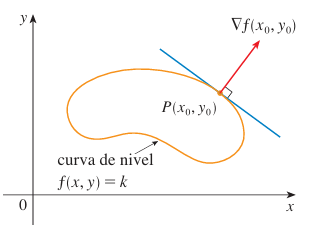 y
∇f(x₀, y₀)
P(x₀, y₀)
curva de nivel
f(x, y) = k
0
x